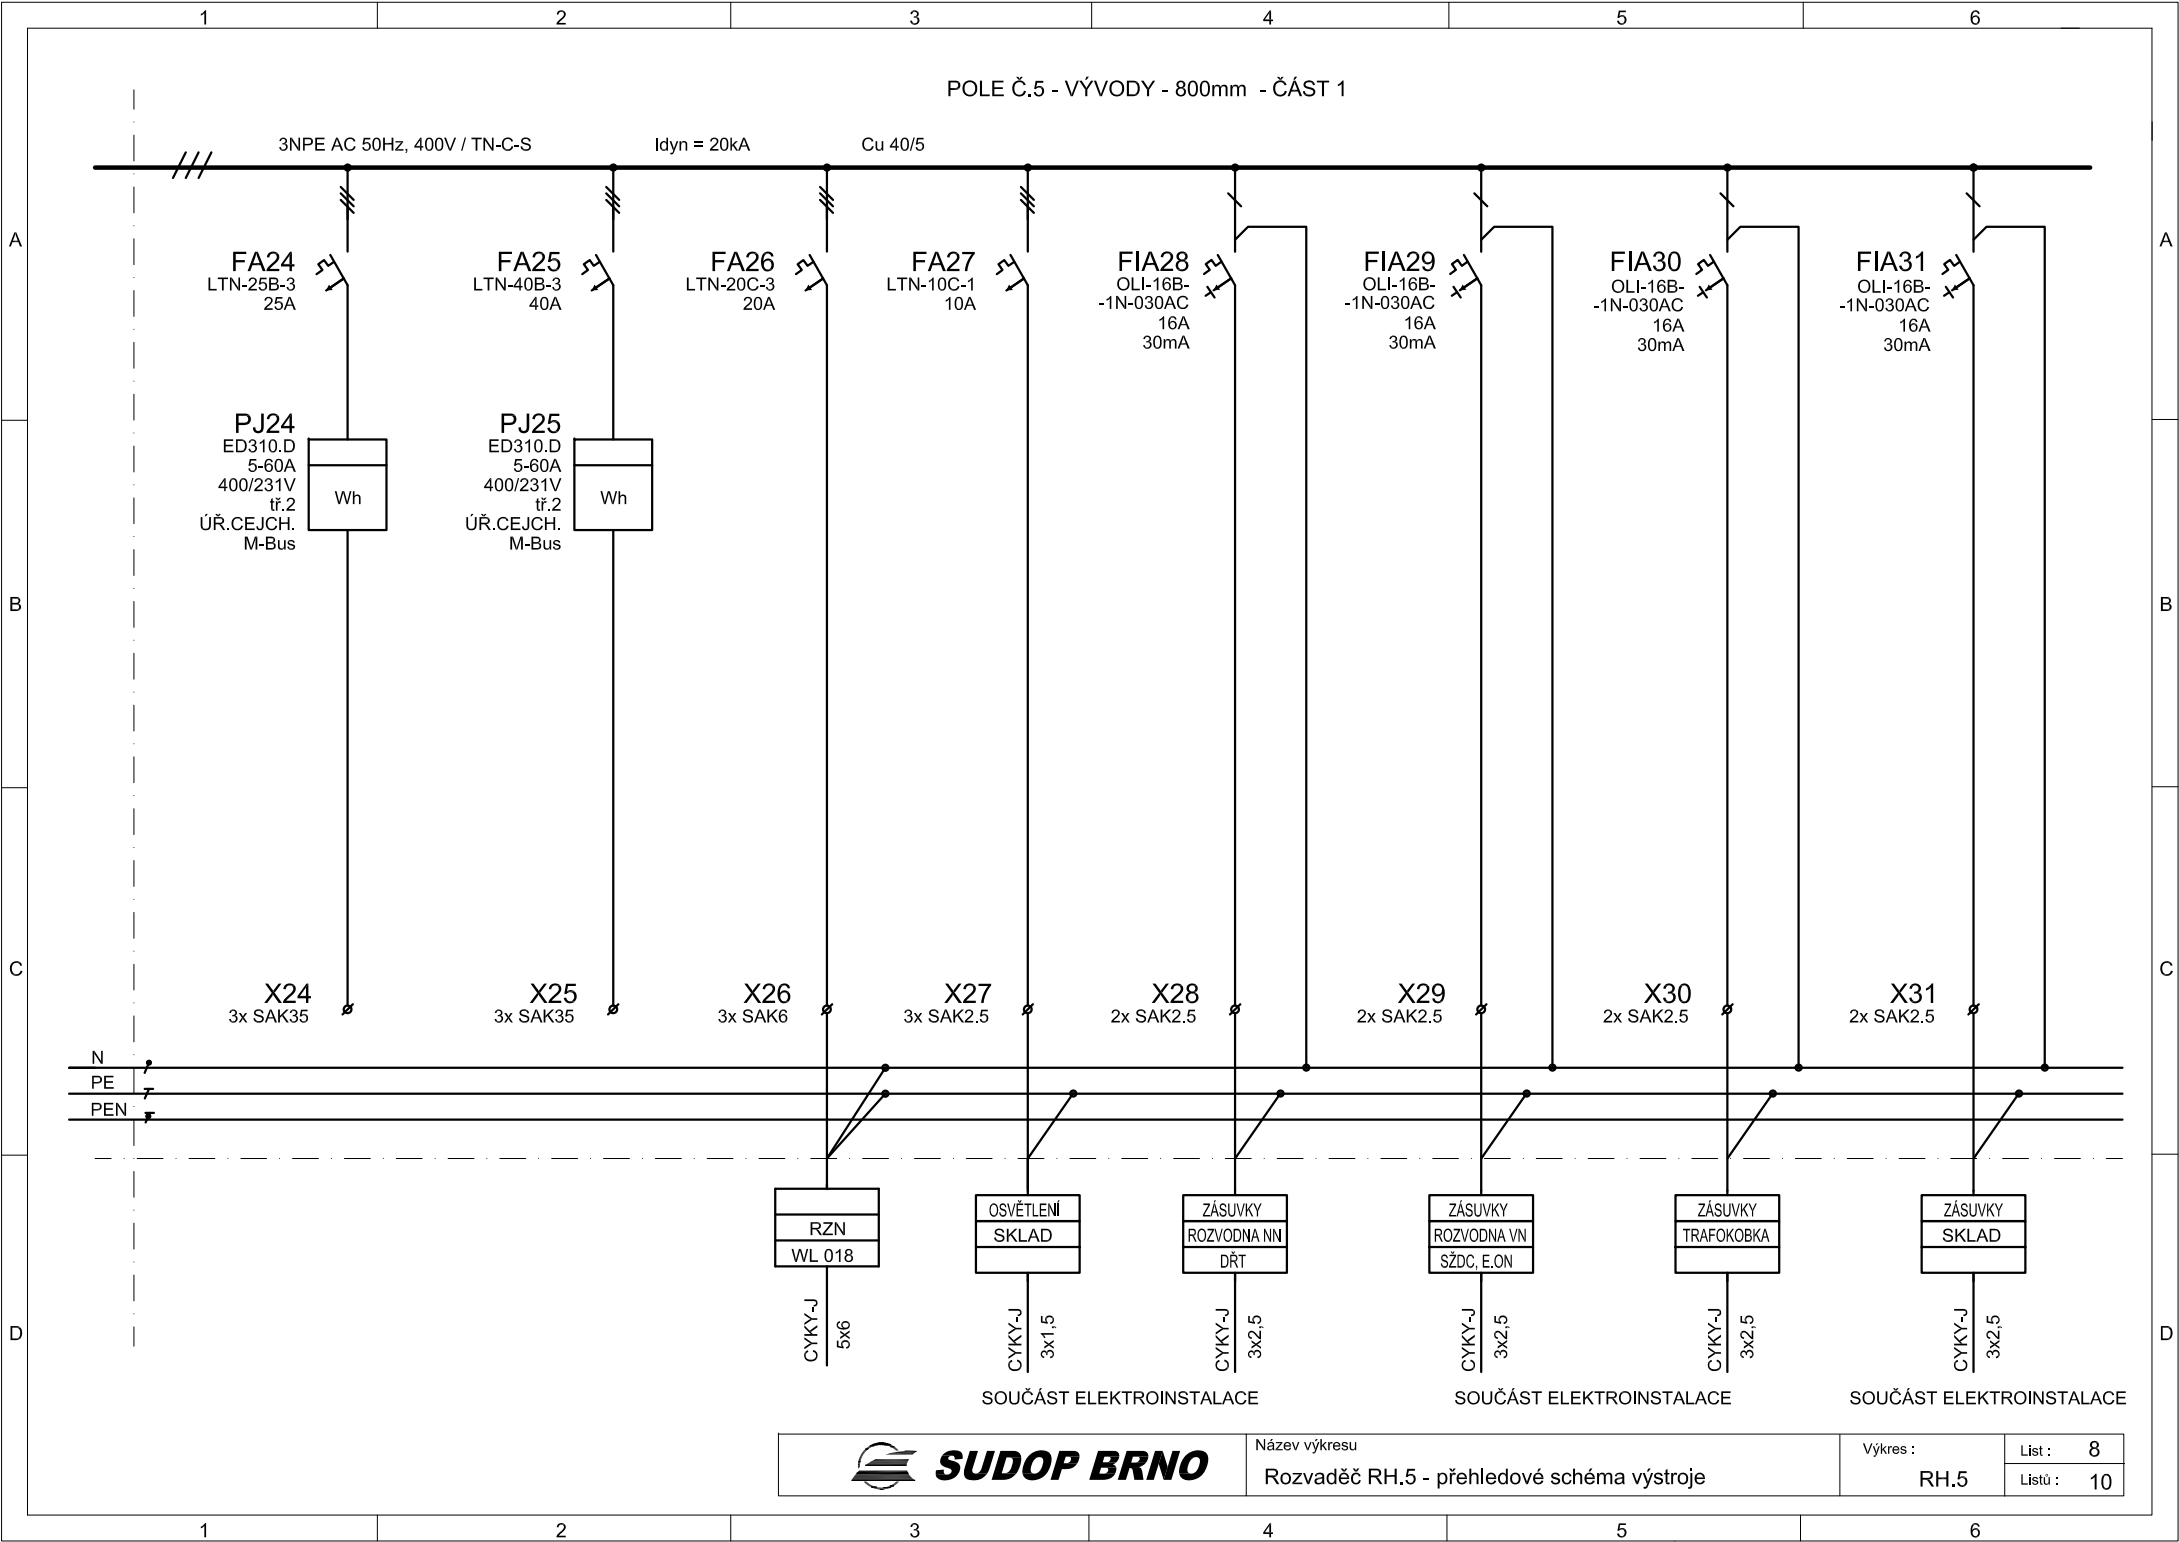 1 2 3 4 5 6
POLE Č.5 - VÝVODY - 800mm - ČÁST 1
3NPE AC 50Hz, 400V / TN-C-S
Idyn = 20kA
Cu 40/5
A
A
FA24
LTN-25B-3
25A
FA25
LTN-40B-3
40A
FA26
LTN-20C-3
20A
FA27
LTN-10C-1
10A
FIA28
OLI-16B-
-1N-030AC
16A
30mA
FIA29
OLI-16B-
-1N-030AC
16A
30mA
FIA30
OLI-16B-
-1N-030AC
16A
30mA
FIA31
OLI-16B-
-1N-030AC
16A
30mA
PJ24
ED310.D
5-60A
400/231V
tř.2
ÚŘ.CEJCH.
M-Bus
Wh
PJ25
ED310.D
5-60A
400/231V
tř.2
ÚŘ.CEJCH.
M-Bus
Wh
B
B
C
C
X24
3x SAK35
X25
3x SAK35
X26
3x SAK6
X27
3x SAK2.5
X28
2x SAK2.5
X29
2x SAK2.5
X30
2x SAK2.5
X31
2x SAK2.5
N
PE
PEN
RZN
WL 018
OSVĚTLENÍ
SKLAD
ZÁSUVKY
ROZVODNA NN
DŘT
ZÁSUVKY
ROZVODNA VN
SŽDC, E.ON
ZÁSUVKY
TRAFOKOBKA
ZÁSUVKY
SKLAD
D
D
CYKY-J
5x6
CYKY-J
3x1,5
CYKY-J
3x2,5
CYKY-J
3x2,5
CYKY-J
3x2,5
CYKY-J
3x2,5
SOUČÁST ELEKTROINSTALACE
SOUČÁST ELEKTROINSTALACE
SOUČÁST ELEKTROINSTALACE
SUDOP BRNO
Název výkresu
Rozvaděč RH.5 - přehledové schéma výstroje
Výkres :
RH.5
List : 8
Listů : 10
1 2 3 4 5 6